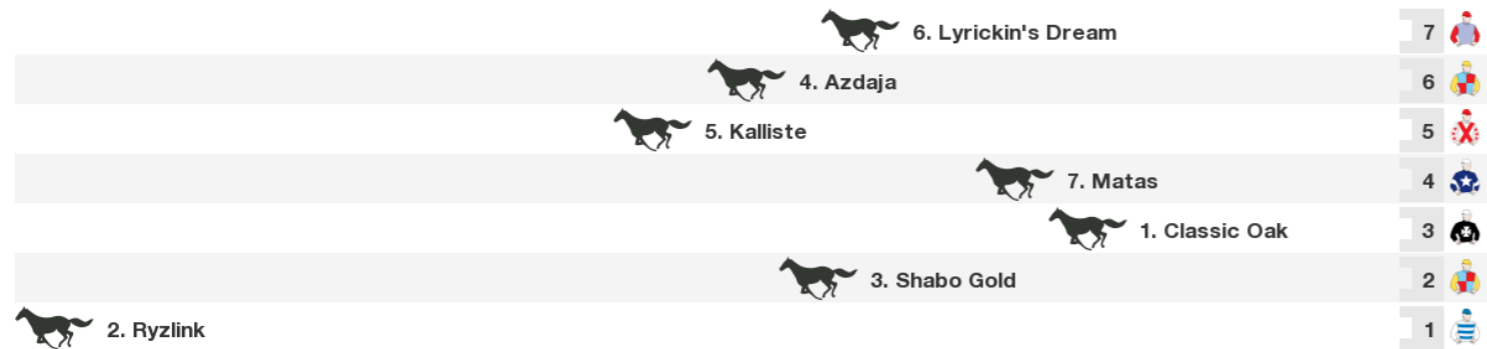 6. Lyrickin's Dream 7
4. Azdaja 6
5. Kalliste 5
7. Matas 4
1. Classic Oak 3
3. Shabo Gold 2
2. Ryzlink 1